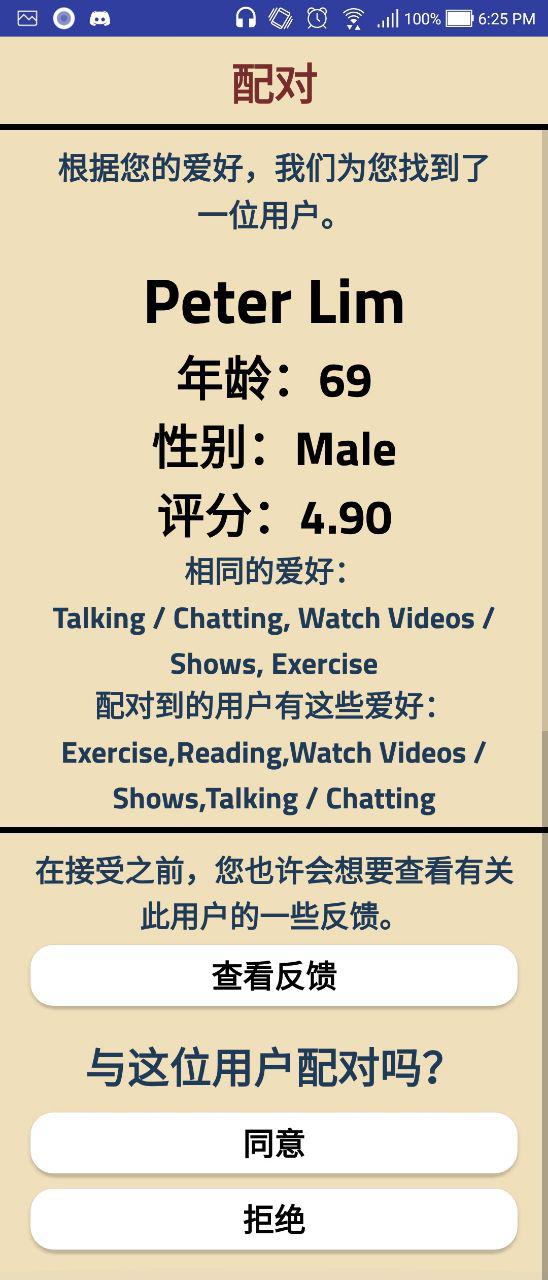 100% 6:25 PM
配对
根据您的爱好，我们为您找到了
一位用户。
Peter Lim
年龄：69
性别：Male
评分：4.90
相同的爱好：
Talking / Chatting, Watch Videos /
Shows, Exercise
配对到的用户有这些爱好：
Exercise,Reading,Watch Videos /
Shows,Talking / Chatting
在接受之前，您也许会想要查看有关
此用户的一些反馈。
查看反馈
与这位用户配对吗？
同意
拒绝